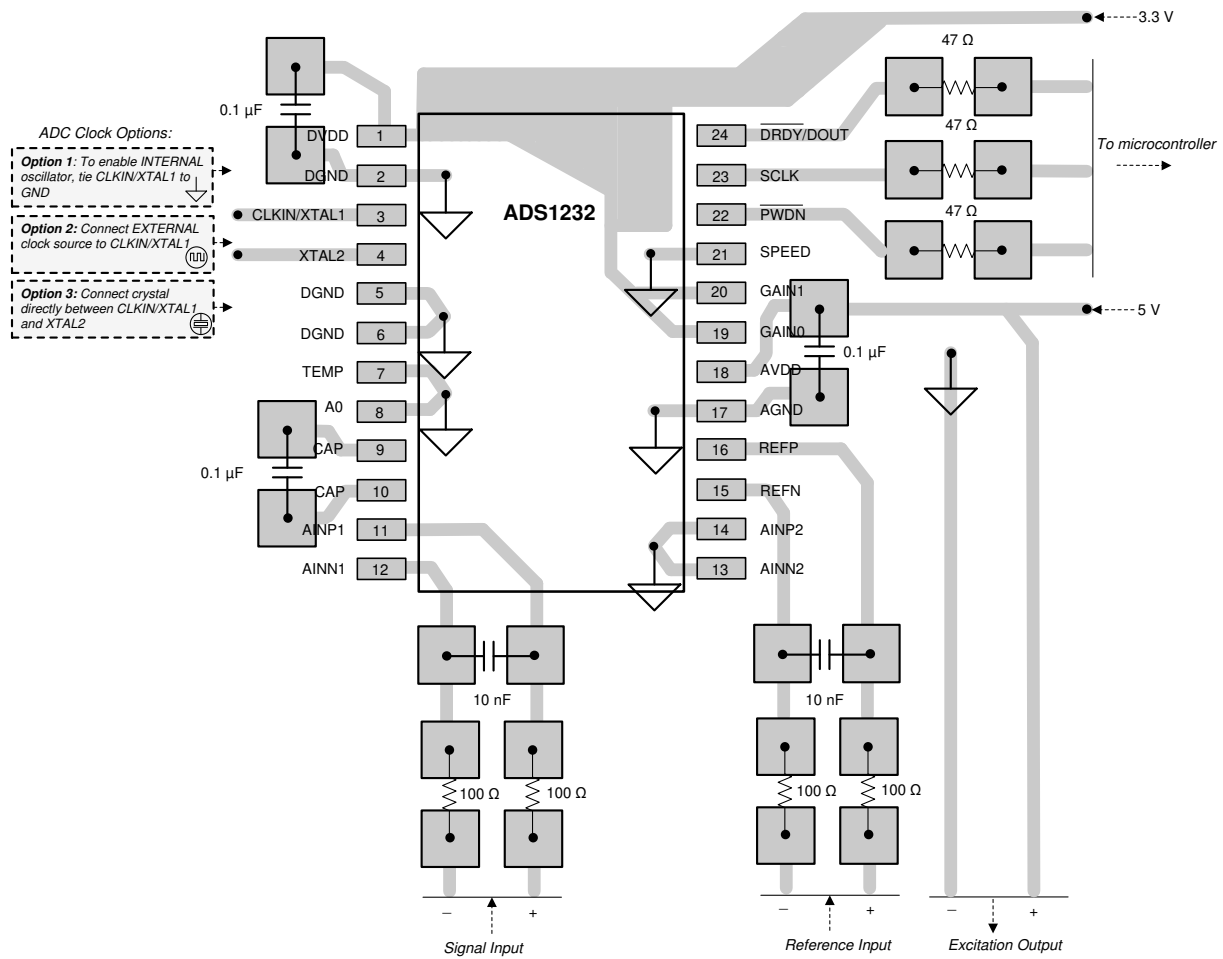 3.3 V
47 Ω
0.1 µF
ADC Clock Options:
Option 1: To enable INTERNAL
oscillator, tie CLKIN/XTAL1 to
GND
Option 2: Connect EXTERNAL
clock source to CLKIN/XTAL1
Option 3: Connect crystal
directly between CLKIN/XTAL1
and XTAL2
DVDD 1
DGND 2
CLKIN/XTAL1 3
XTAL2 4
DGND 5
DGND 6
TEMP 7
A0 8
CAP 9
CAP 10
AINP1 11
AINN1 12
0.1 µF
ADS1232
24 DRDY/DOUT
23 SCLK
22 PWDN
21 SPEED
20 GAIN1
19 GAIN0
18 AVDD
17 AGND
16 REFP
15 REFN
14 AINP2
13 AINN2
47 Ω
47 Ω
To microcontroller
5 V
0.1 µF
10 nF
10 nF
100 Ω
100 Ω
100 Ω
100 Ω
– +
– +
– +
Signal Input
Reference Input
Excitation Output